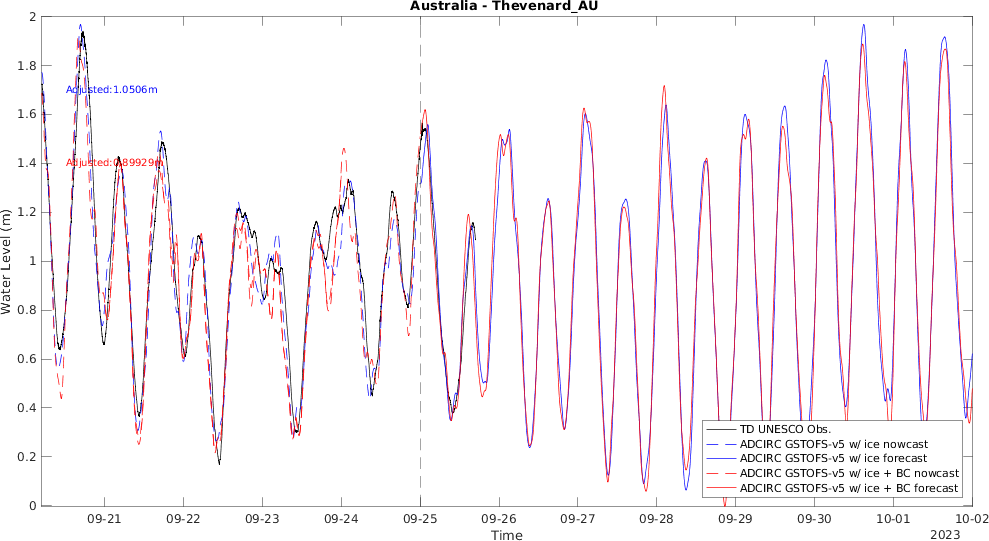 Australia - Thevenard_AU
2
1.8
1.6
1.4
1.2
1
0.8
0.6
0.4
0.2
0
Water Level (m)
Adjusted:1.0506m
Adjusted:0.89929m
TD UNESCO Obs.
ADCIRC GSTOFS-v5 w/ ice nowcast
ADCIRC GSTOFS-v5 w/ ice forecast
ADCIRC GSTOFS-v5 w/ ice + BC nowcast
ADCIRC GSTOFS-v5 w/ ice + BC forecast
09-21 09-22 09-23 09-24 09-25 09-26 09-27 09-28 09-29 09-30 10-01 10-02
Time
2023